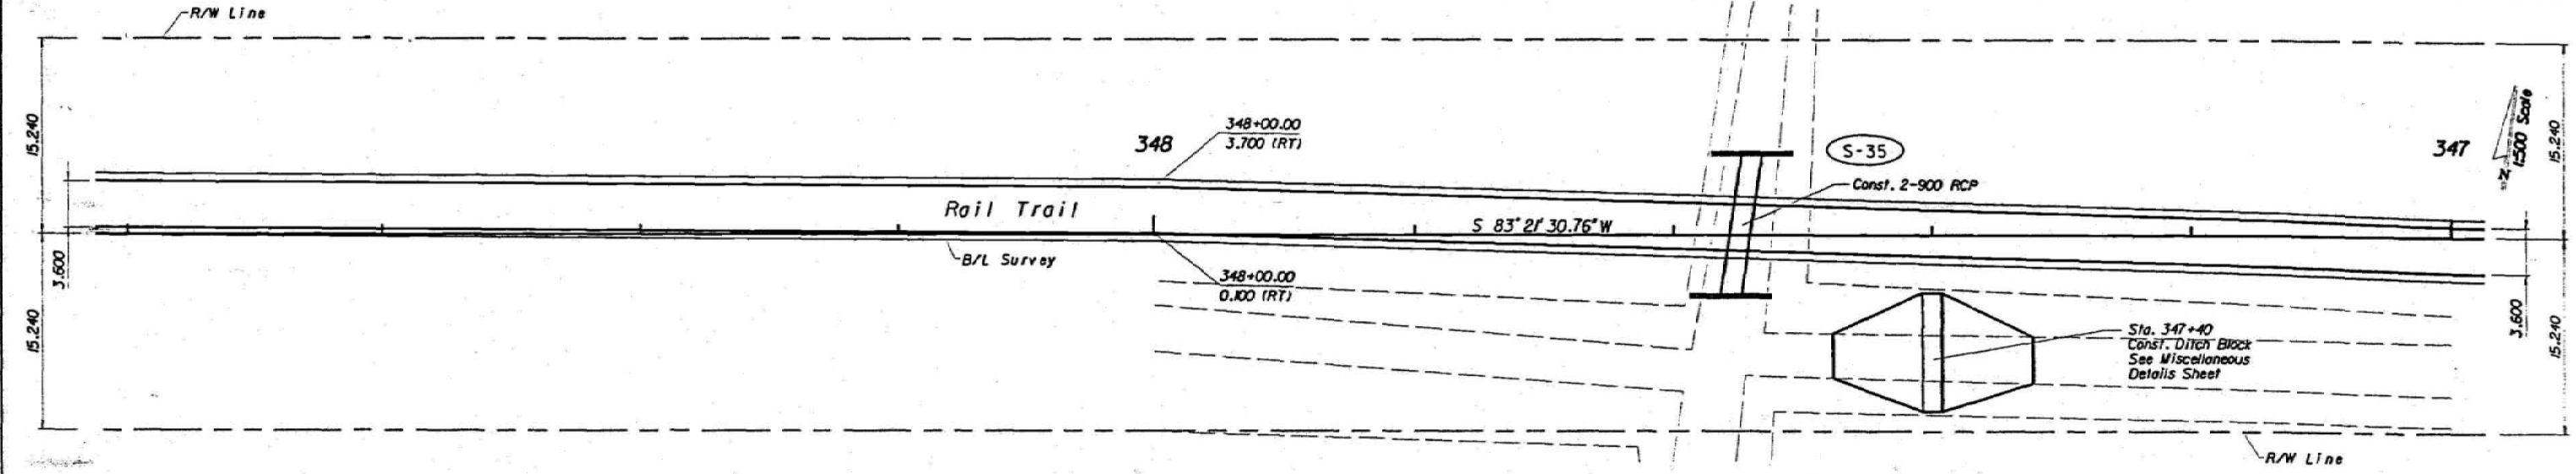 R/W Line
15.240
15.240
3.600
348
348+00.00
3.700 (RT)
Rail Trail
B/L Survey
348+00.00
0.100 (RT)
S 83° 21' 30.76" W
S-35
Const. 2-900 RCP
347
N
1:500 Scale
15.240
15.240
3.600
Sta. 347+40
Const. Ditch Block
See Miscellaneous
Details Sheet
R/W Line